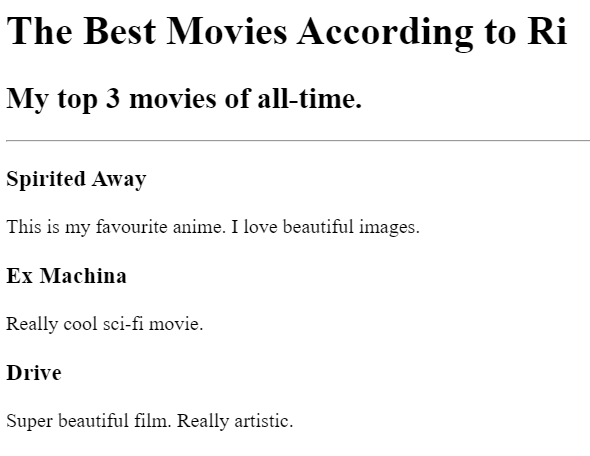 The Best Movies According to Ri
My top 3 movies of all-time.
Spirited Away
This is my favourite anime. I love beautiful images.
Ex Machina
Really cool sci-fi movie.
Drive
Super beautiful film. Really artistic.